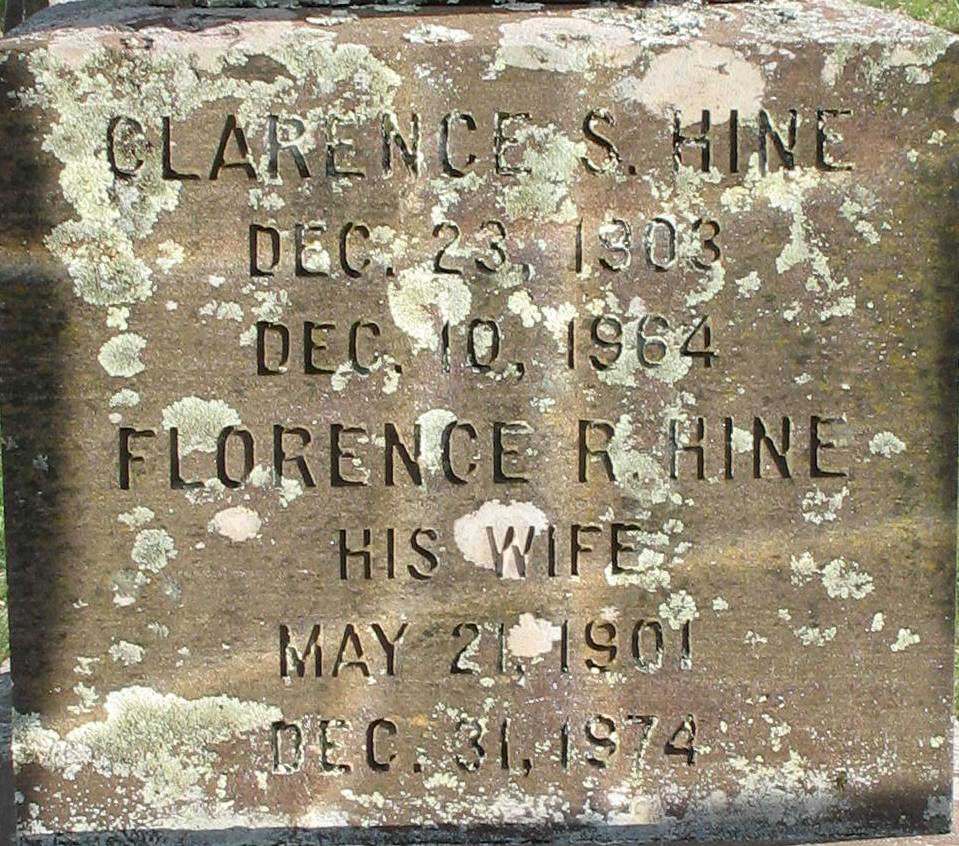 CLARENCE S. HINE
DEC. 23, 1903
DEC. 10, 1964
FLORENCE R. HINE
HIS WIFE
MAY 21, 1901
DEC. 31, 1974